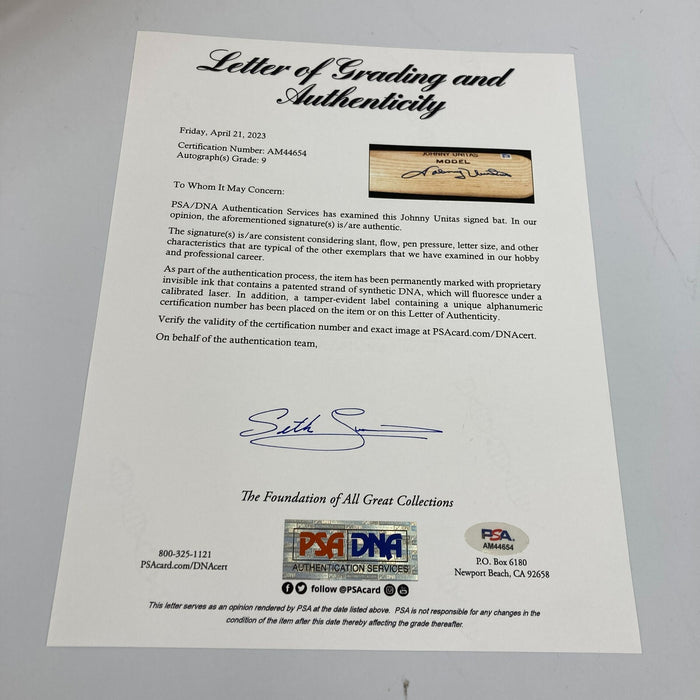 Letter of Grading and
Authenticity
Friday, April 21, 2023
Certification Number: AM44654
Autograph(s) Grade: 9
JOHNNY UNITAS
MODEL
Johnny Unitas
To Whom It May Concern:
PSA/DNA Authentication Services has examined this Johnny Unitas signed bat. In our
opinion, the aforementioned signature(s) is/are authentic.
The signature(s) is/are consistent considering slant, flow, pen pressure, letter size, and other
characteristics that are typical of the other exemplars that we have examined in our hobby
and professional career.
As part of the authentication process, the item has been permanently marked with proprietary
invisible ink that contains a patented strand of synthetic DNA, which will fluoresce under a
calibrated laser. In addition, a tamper-evident label containing a unique alphanumeric
certification number has been placed on the item or on this Letter of Authenticity.
Verify the validity of the certification number and exact image at PSAcard.com/DNAcert.
On behalf of the authentication team,
Seth
The Foundation of All Great Collections
800-325-1121
PSAcard.com/DNAcert
PSA DNA
AUTHENTICATION SERVICES
follow @PSAcard
PSA
AM44654
P.O. Box 6180
Newport Beach, CA 92658
This letter serves as an opinion rendered by PSA at the date listed above. PSA is not responsible for any changes in the
condition of the item after this date thereby affecting the grade thereafter.